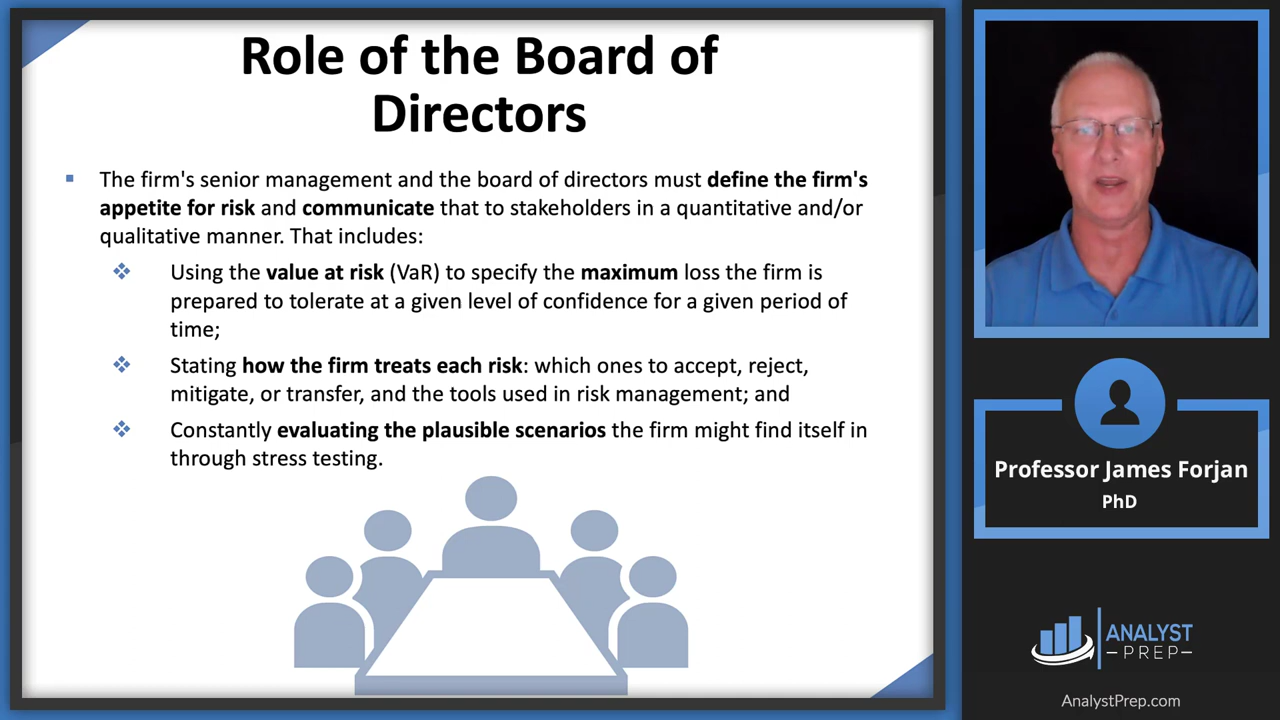 Role of the Board of
Directors
The firm's senior management and the board of directors must define the firm's
appetite for risk and communicate that to stakeholders in a quantitative and/or
qualitative manner. That includes:
Using the value at risk (VaR) to specify the maximum loss the firm is
prepared to tolerate at a given level of confidence for a given period of
time;
Stating how the firm treats each risk: which ones to accept, reject,
mitigate, or transfer, and the tools used in risk management; and
Constantly evaluating the plausible scenarios the firm might find itself in
through stress testing.
Professor James Forjan
PhD
ANALYST
PREP
AnalystPrep.com